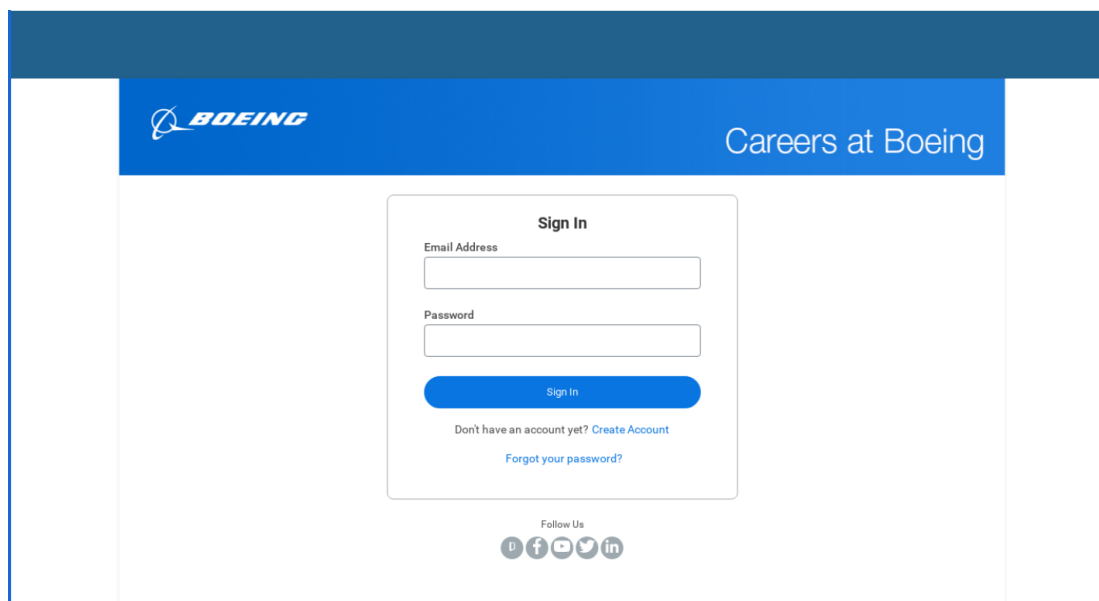 BOEING
Careers at Boeing
Sign In
Email Address
Password
Sign In
Don't have an account yet? Create Account
Forgot your password?
Follow Us